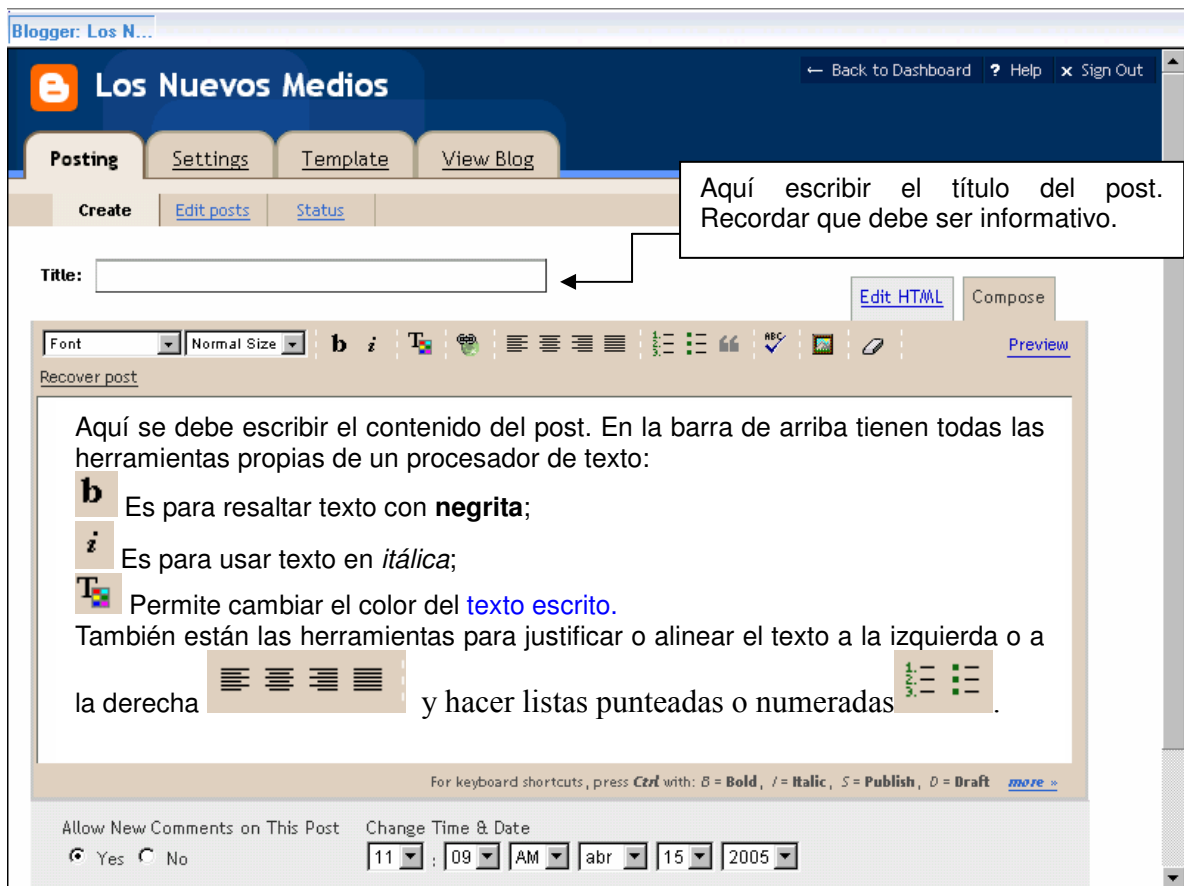 Blogger: Los N...
Los Nuevos Medios
← Back to Dashboard ? Help x Sign Out
Posting Settings Template View Blog
Aquí escribir el título del post.
Recordar que debe ser informativo.
Create Edit posts Status
Title:
Edit HTML Compose
Font Normal Size b i T ABC Preview
Recover post
Aquí se debe escribir el contenido del post. En la barra de arriba tienen todas las
herramientas propias de un procesador de texto:
b Es para resaltar texto con negrita;
i Es para usar texto en itálica;
T Permite cambiar el color del texto escrito.
También están las herramientas para justificar o alinear el texto a la izquierda o a
la derecha y hacer listas punteadas o numeradas.
For keyboard shortcuts, press Ctrl with: B = Bold, I = Italic, S = Publish, D = Draft more »
Allow New Comments on This Post Change Time & Date
Yes No 11 : 09 AM abr 15 2005